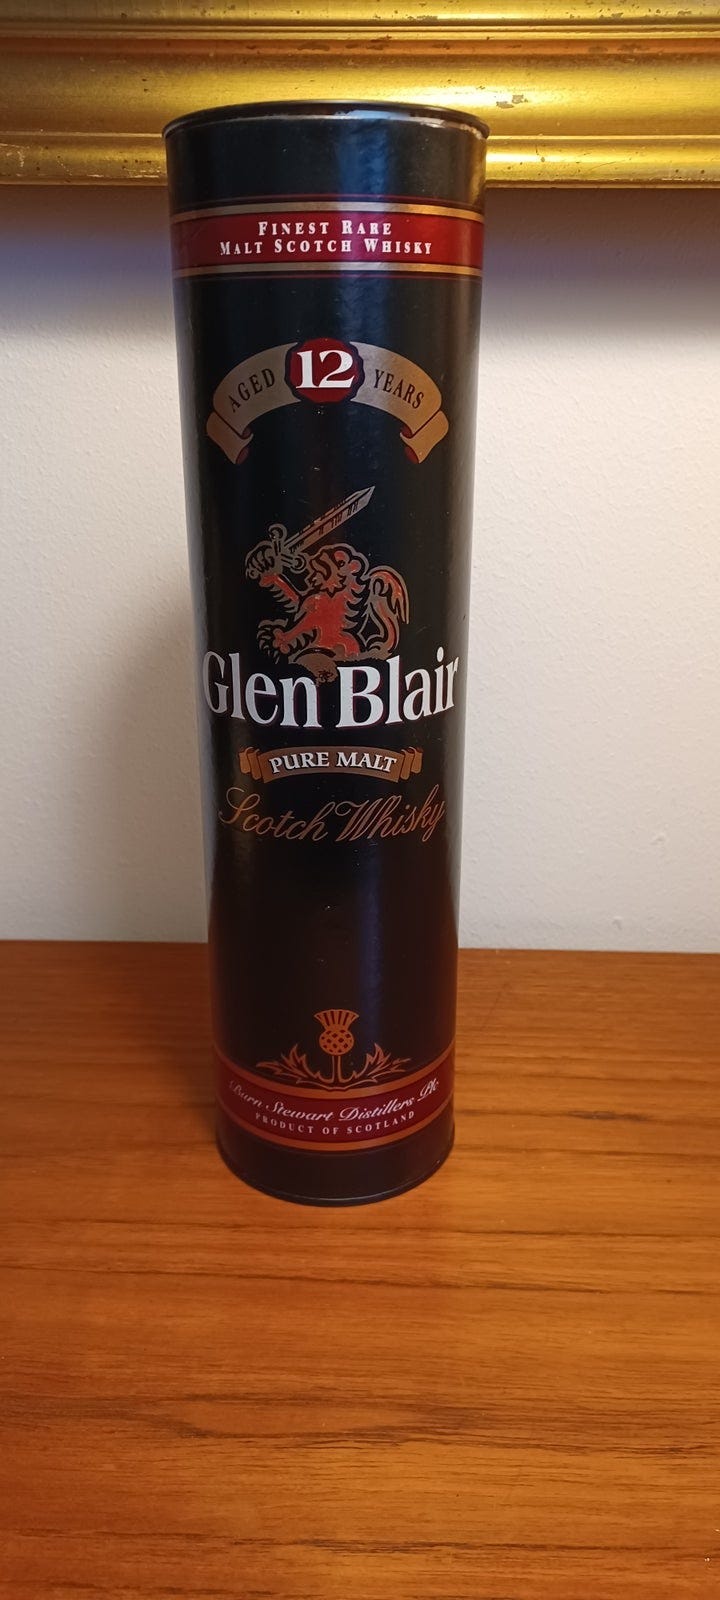 FINEST RARE
MALT SCOTCH WHISKY
AGED 12 YEARS
Glen Blair
PURE MALT
Scotch Whisky
Burn Stewart Distillers Plc.
PRODUCT OF SCOTLAND